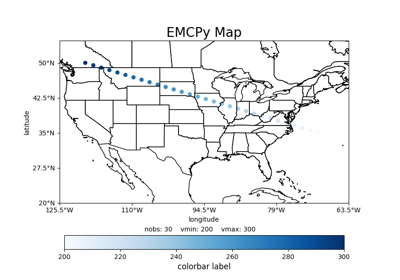 EMCPy Map
50°N
42.5°N
35°N
27.5°N
20°N
latitude
125.5°W 110°W 94.5°W 79°W 63.5°W
longitude
nobs: 30 vmin: 200 vmax: 300
200 220 240 260 280 300
colorbar label